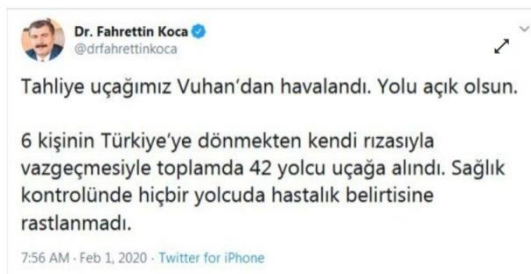 Dr. Fahrettin Koca
@drfahrettinkoca
Tahliye uçağımız Vuhan'dan havalandı. Yolu açık olsun.
6 kişinin Türkiye'ye dönmekten kendi rızasıyla
vazgeçmesiyle toplamda 42 yolcu uçağa alındı. Sağlık
kontrolünde hiçbir yolcuda hastalık belirtisine
rastlanmadı.
7:56 AM · Feb 1, 2020 · Twitter for iPhone